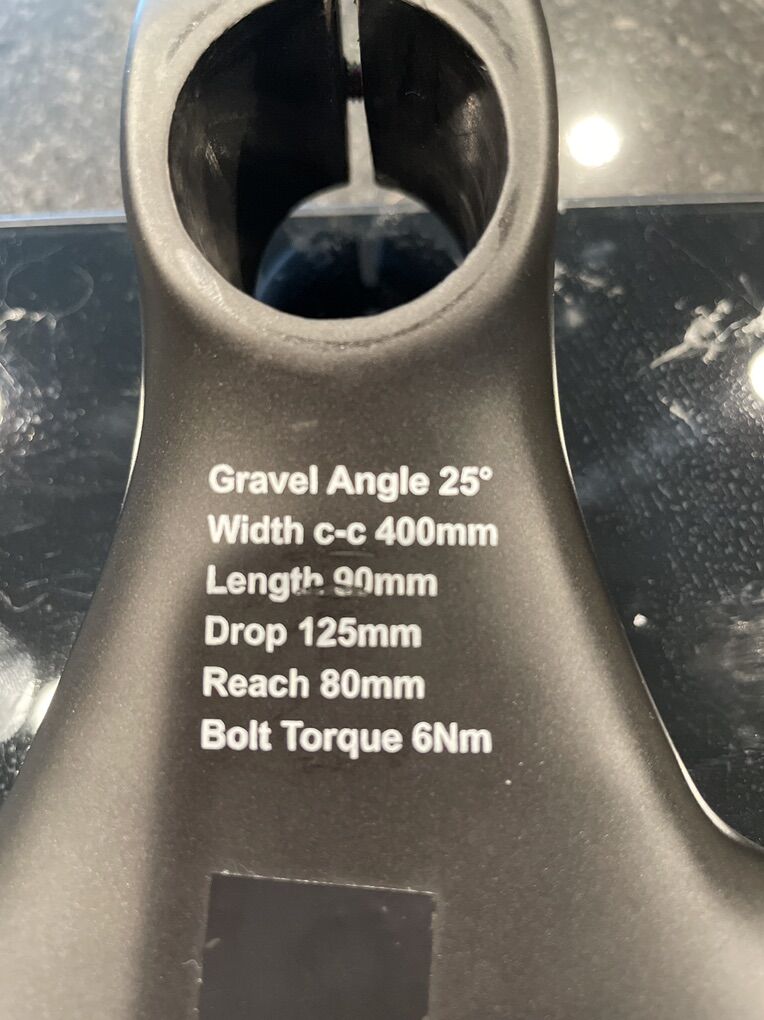 Gravel Angle 25°
Width c-c 400mm
Length 90mm
Drop 125mm
Reach 80mm
Bolt Torque 6Nm